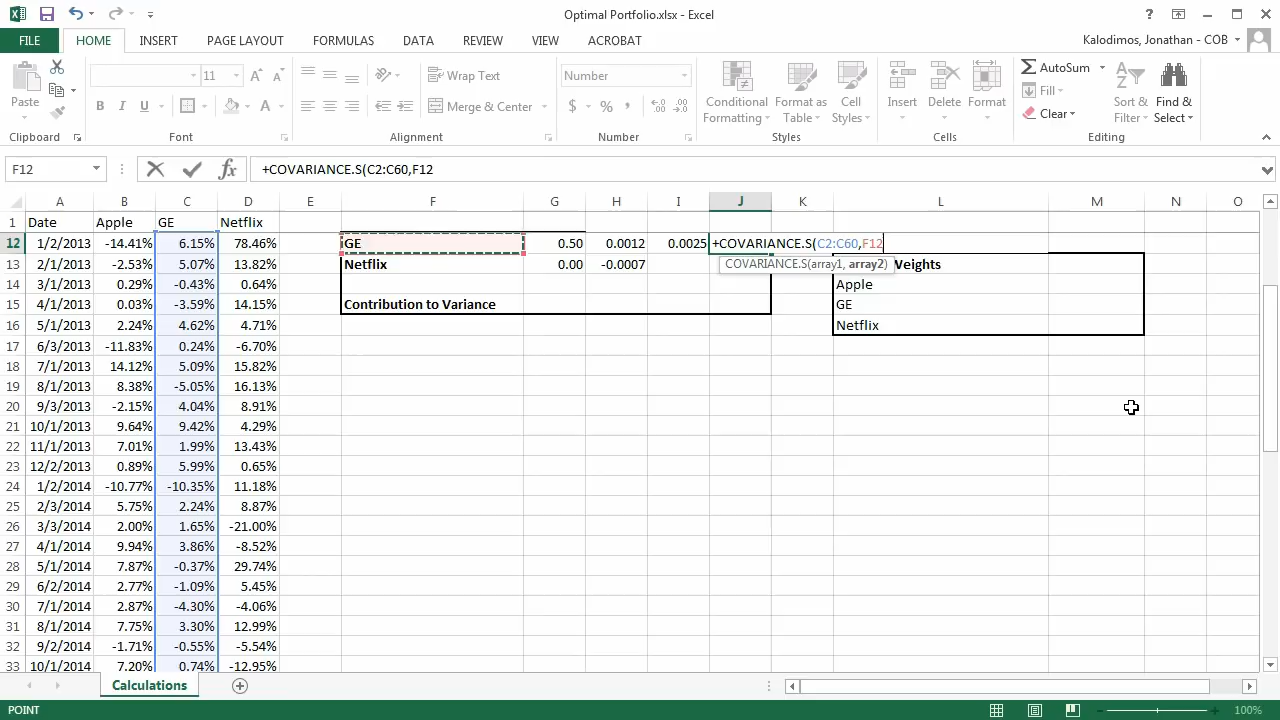 Optimal Portfolio.xlsx - Excel
FILE HOME INSERT PAGE LAYOUT FORMULAS DATA REVIEW VIEW ACROBAT Kalodimos, Jonathan - COB
Paste 11 Wrap Text Number AutoSum
Merge & Center Conditional Formatting Format as Table Cell Styles Insert Delete Format Fill Clear Sort & Filter Find & Select
Clipboard Font Alignment Number Styles Cells Editing
F12 fx +COVARIANCE.S(C2:C60,F12
A B C D E F G H I J K L M N O
1 Date Apple GE Netflix
12 1/2/2013 -14.41% 6.15% 78.46% GE 0.50 0.0012 0.0025 +COVARIANCE.S(C2:C60,F12
13 2/1/2013 -2.53% 5.07% 13.82% Netflix 0.00 -0.0007 COVARIANCE.S(array1, array2) Weights
14 3/1/2013 0.29% -0.43% 0.64% Apple
15 4/1/2013 0.03% -3.59% 14.15% Contribution to Variance GE
16 5/1/2013 2.24% 4.62% 4.71% Netflix
17 6/3/2013 -11.83% 0.24% -6.70%
18 7/1/2013 14.12% 5.09% 15.82%
19 8/1/2013 8.38% -5.05% 16.13%
20 9/3/2013 -2.15% 4.04% 8.91%
21 10/1/2013 9.64% 9.42% 4.29%
22 11/1/2013 7.01% 1.99% 13.43%
23 12/2/2013 0.89% 5.99% 0.65%
24 1/2/2014 -10.77% -10.35% 11.18%
25 2/3/2014 5.75% 2.24% 8.87%
26 3/3/2014 2.00% 1.65% -21.00%
27 4/1/2014 9.94% 3.86% -8.52%
28 5/1/2014 7.87% -0.37% 29.74%
29 6/2/2014 2.77% -1.09% 5.45%
30 7/1/2014 2.87% -4.30% -4.06%
31 8/1/2014 7.75% 3.30% 12.99%
32 9/2/2014 -1.71% -0.55% -5.54%
33 10/1/2014 7.20% 0.74% -12.95%
Calculations
POINT 100%